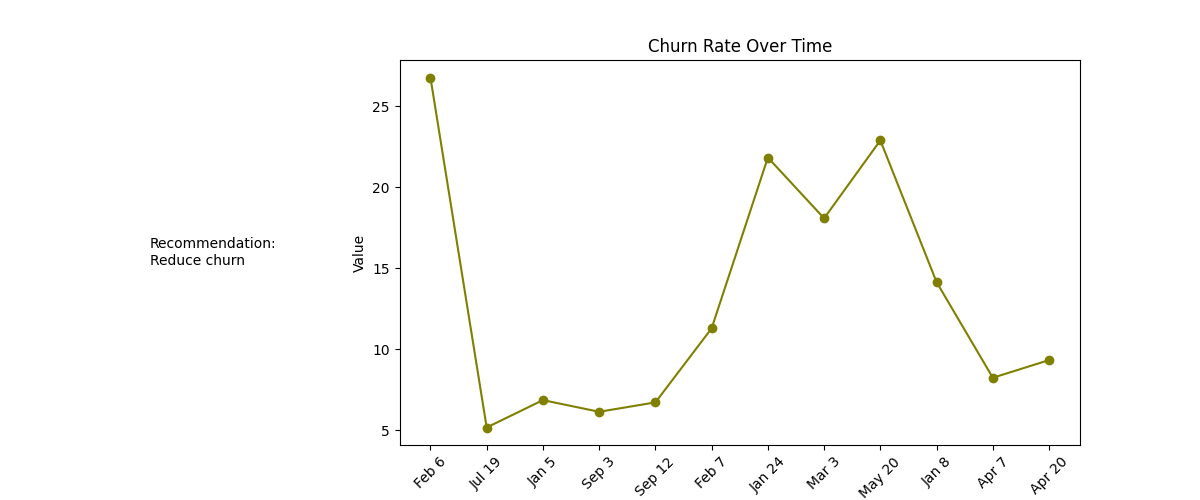 Churn Rate Over Time
Recommendation:
Reduce churn
Value
25
20
15
10
5
Feb 6
Jul 19
Jan 5
Sep 3
Sep 12
Feb 7
Jan 24
Mar 3
May 20
Jan 8
Apr 7
Apr 20